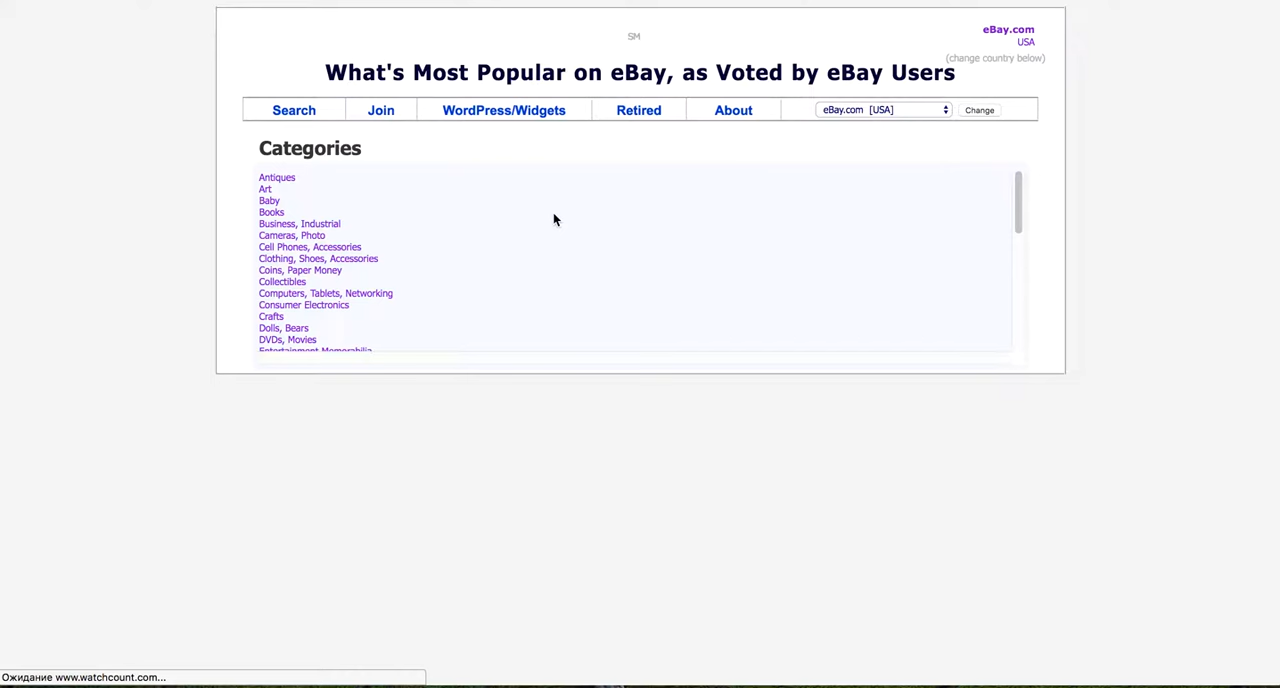 eBay.com
USA
SM
(change country below)
What's Most Popular on eBay, as Voted by eBay Users
Search Join WordPress/Widgets Retired About eBay.com [USA] Change
Categories
Antiques
Art
Baby
Books
Business, Industrial
Cameras, Photo
Cell Phones, Accessories
Clothing, Shoes, Accessories
Coins, Paper Money
Collectibles
Computers, Tablets, Networking
Consumer Electronics
Crafts
Dolls, Bears
DVDs, Movies
Entertainment Memorabilia
Ожидание www.watchcount.com...